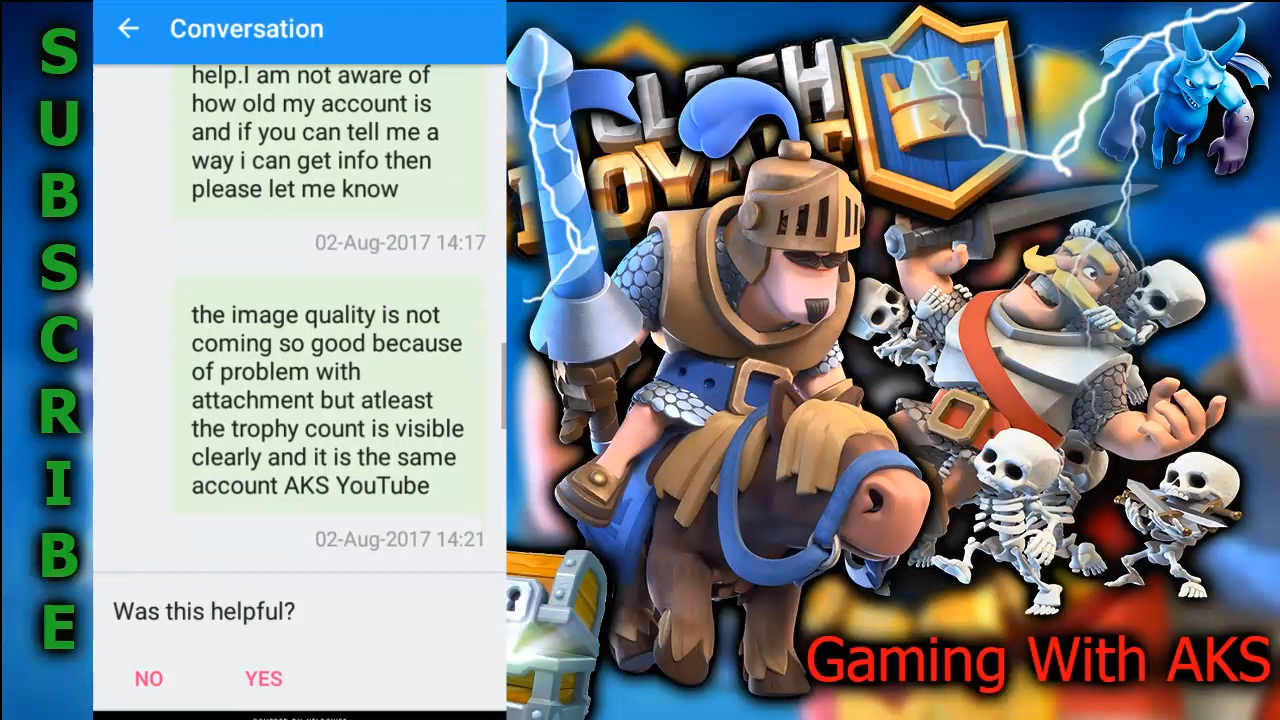 SUBSCRIBE
Conversation
help.I am not aware of
how old my account is
and if you can tell me a
way i can get info then
please let me know
02-Aug-2017 14:17
the image quality is not
coming so good because
of problem with
attachment but atleast
the trophy count is visible
clearly and it is the same
account AKS YouTube
02-Aug-2017 14:21
Was this helpful?
NO YES
CLASH
ROYALE
Gaming With AKS